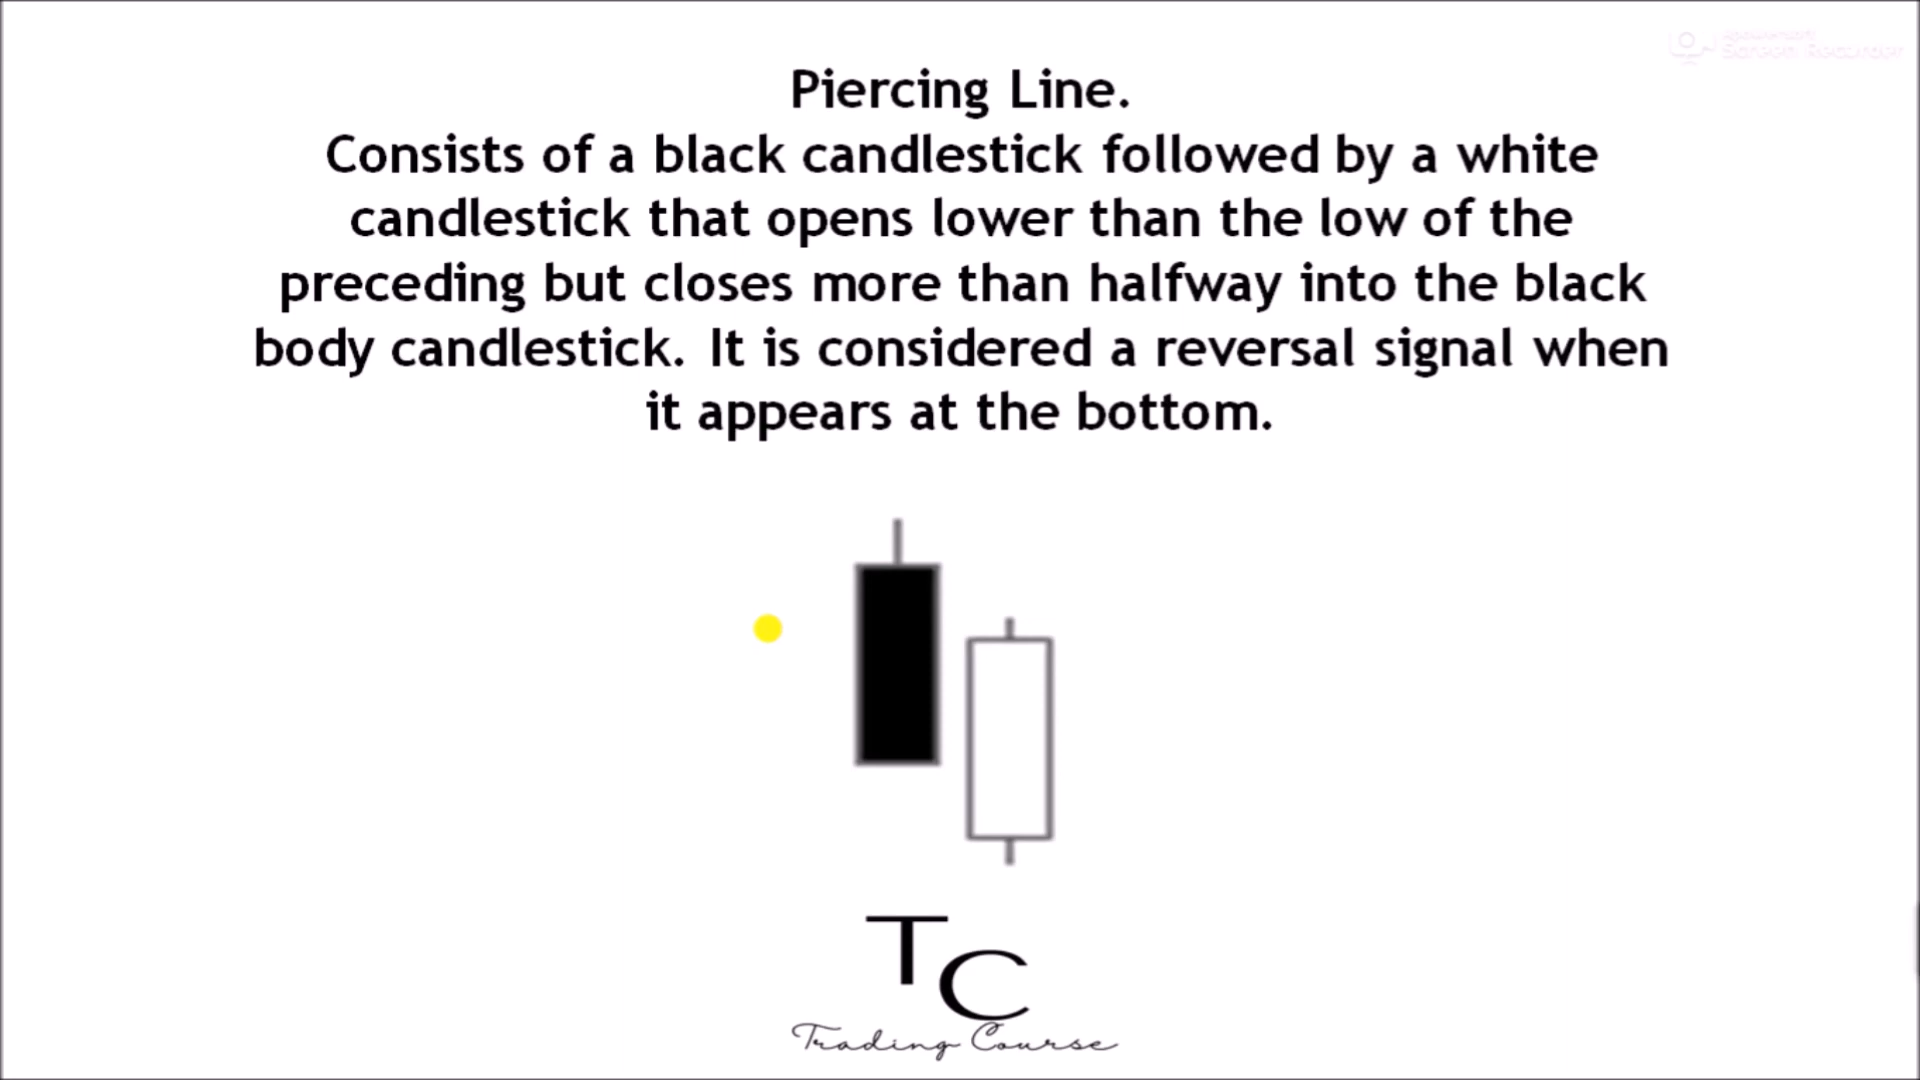 Screen Recorder
Piercing Line.
Consists of a black candlestick followed by a white
candlestick that opens lower than the low of the
preceding but closes more than halfway into the black
body candlestick. It is considered a reversal signal when
it appears at the bottom.
TC
Trading Course